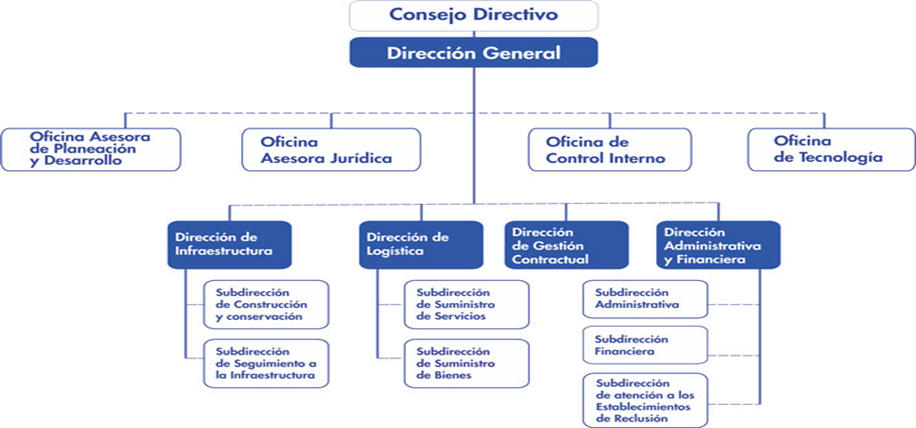 Consejo Directivo
Dirección General
Oficina Asesora
de Planeación
y Desarrollo
Oficina
Asesora Jurídica
Oficina de
Control Interno
Oficina
de Tecnología
Dirección de
Infraestructura
Dirección de
Logística
Dirección
de Gestión
Contractual
Dirección
Administrativa
y Financiera
Subdirección
de Construcción
y conservación
Subdirección
de Seguimiento a
la Infraestructura
Subdirección
de Suministro
de Servicios
Subdirección
de Suministro
de Bienes
Subdirección
Administrativa
Subdirección
Financiera
Subdirección
de atención a los
Establecimientos
de Reclusión